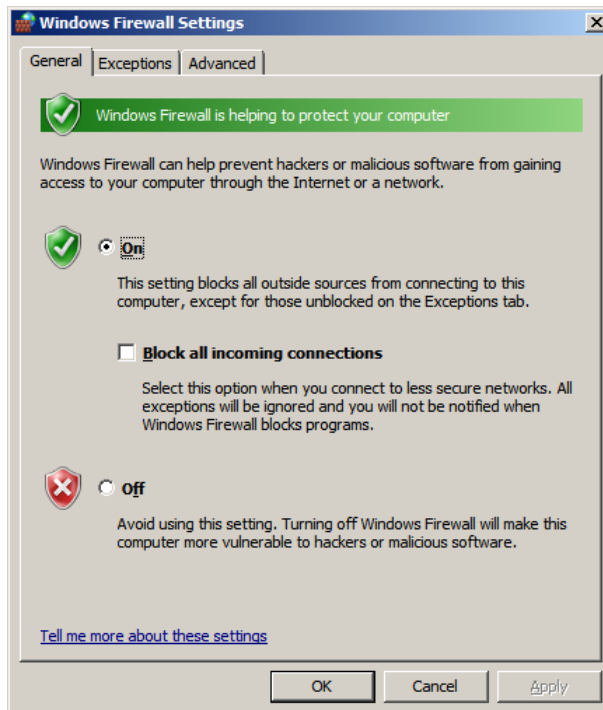 Windows Firewall Settings
General Exceptions Advanced
Windows Firewall is helping to protect your computer
Windows Firewall can help prevent hackers or malicious software from gaining
access to your computer through the Internet or a network.
On
This setting blocks all outside sources from connecting to this
computer, except for those unblocked on the Exceptions tab.
Block all incoming connections
Select this option when you connect to less secure networks. All
exceptions will be ignored and you will not be notified when
Windows Firewall blocks programs.
Off
Avoid using this setting. Turning off Windows Firewall will make this
computer more vulnerable to hackers or malicious software.
Tell me more about these settings
OK Cancel Apply